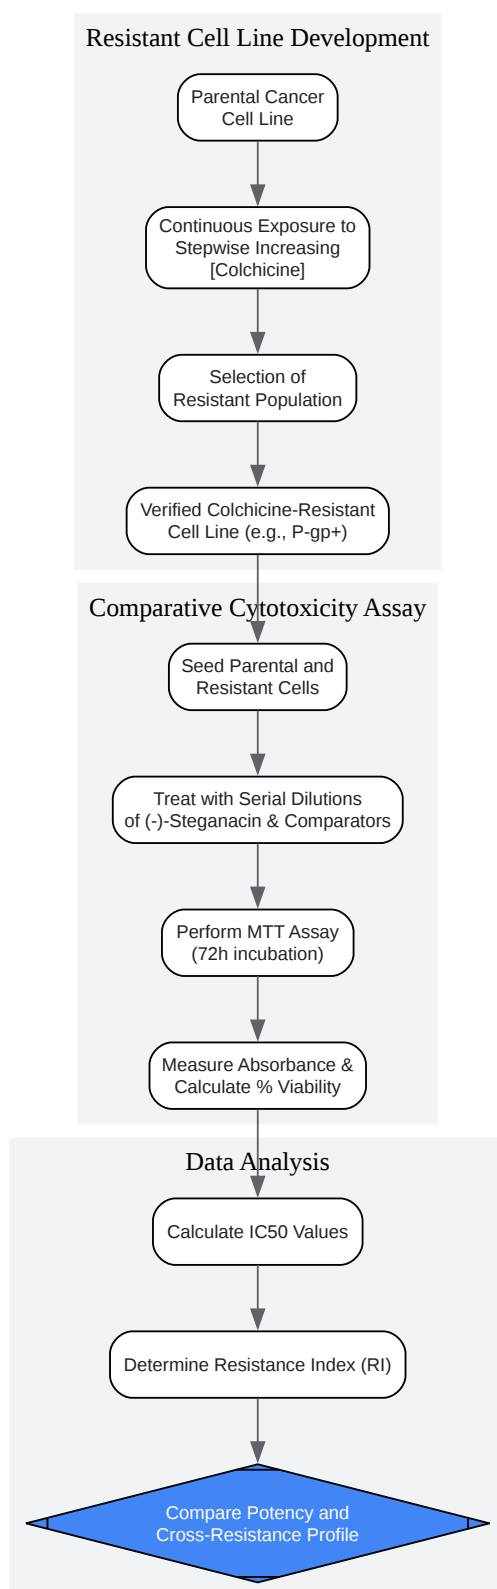 Resistant Cell Line Development
Parental Cancer
Cell Line
Continuous Exposure to
Stepwise Increasing
[Colchicine]
Selection of
Resistant Population
Verified Colchicine-Resistant
Cell Line (e.g., P-gp+)
Comparative Cytotoxicity Assay
Seed Parental and
Resistant Cells
Treat with Serial Dilutions
of (-)-Steganacin & Comparators
Perform MTT Assay
(72h incubation)
Measure Absorbance &
Calculate % Viability
Data Analysis
Calculate IC50 Values
Determine Resistance Index (RI)
Compare Potency and
Cross-Resistance Profile